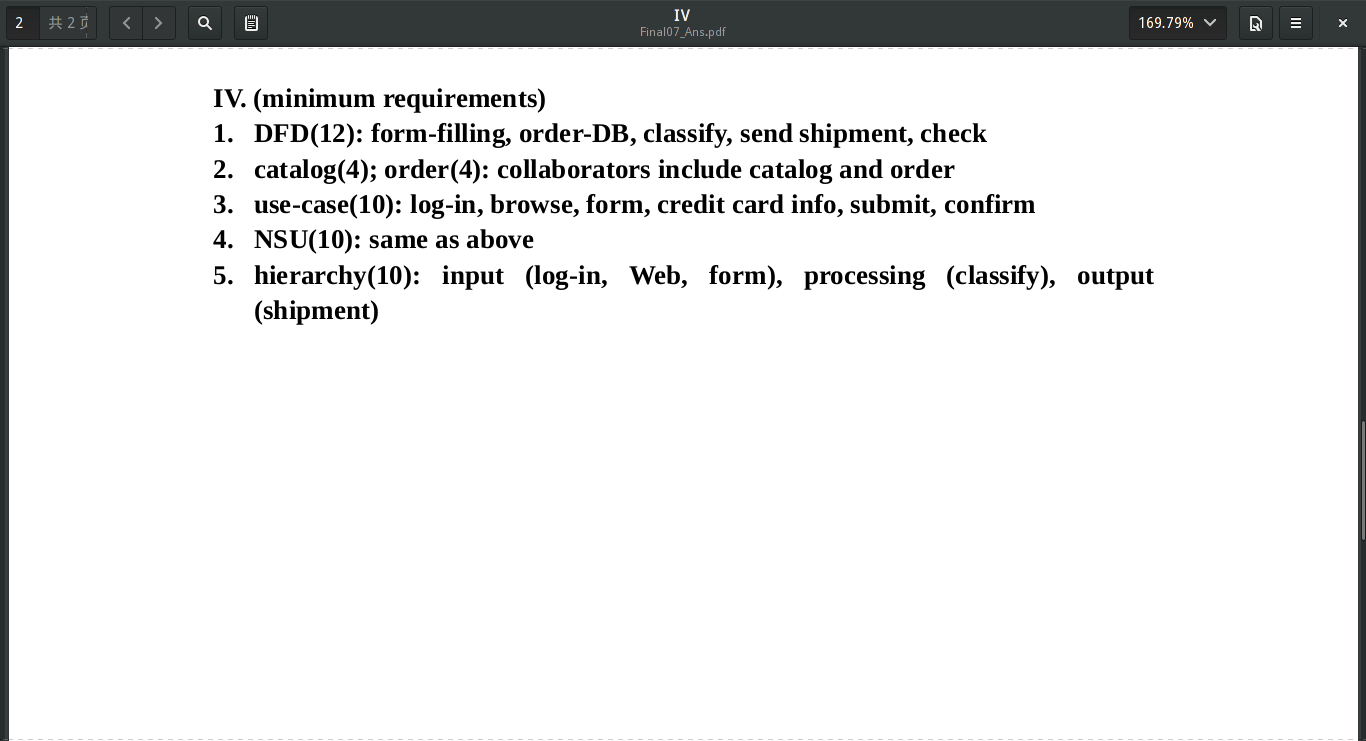 2 共 2 页
IV
Final07_Ans.pdf
169.79%
IV. (minimum requirements)
1. DFD(12): form-filling, order-DB, classify, send shipment, check
2. catalog(4); order(4): collaborators include catalog and order
3. use-case(10): log-in, browse, form, credit card info, submit, confirm
4. NSU(10): same as above
5. hierarchy(10): input (log-in, Web, form), processing (classify), output
(shipment)